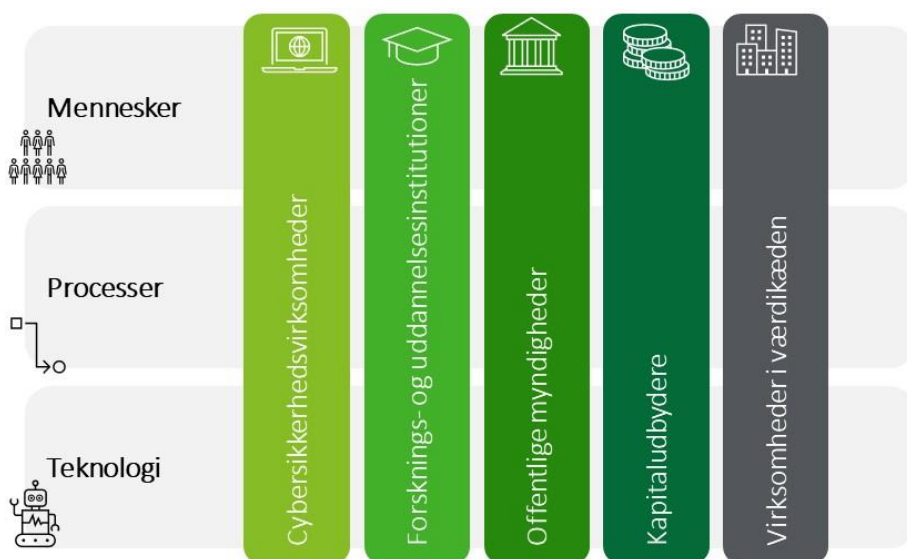 Mennesker
Processer
Teknologi
Cybersikkerhedsvirksomheder
Forsknings- og uddannelsesinstitutioner
Offentlige myndigheder
Kapitaludbydere
Virksomheder i værdikæden